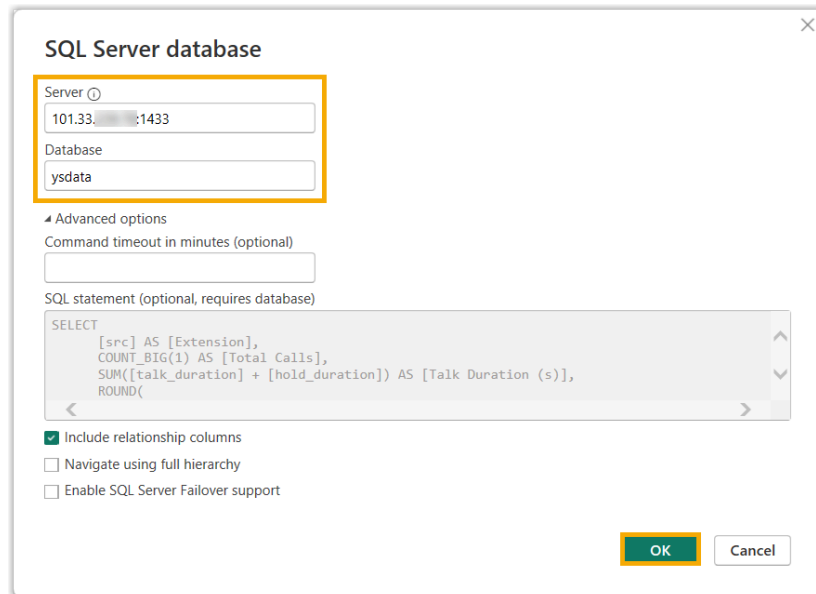 SQL Server database
Server
101.33. :1433
Database
ysdata
Advanced options
Command timeout in minutes (optional)
SQL statement (optional, requires database)
SELECT
[src] AS [Extension],
COUNT_BIG(1) AS [Total Calls],
SUM([talk_duration] + [hold_duration]) AS [Talk Duration (s)],
ROUND(
Include relationship columns
Navigate using full hierarchy
Enable SQL Server Failover support
OK
Cancel